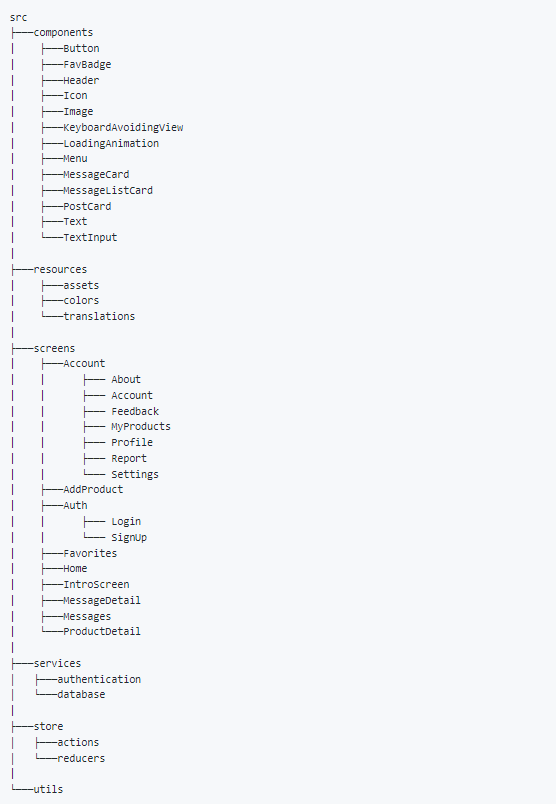 src
├───components
│    ├───Button
│    ├───FavBadge
│    ├───Header
│    ├───Icon
│    ├───Image
│    ├───KeyboardAvoidingView
│    ├───LoadingAnimation
│    ├───Menu
│    ├───MessageCard
│    ├───MessageListCard
│    ├───PostCard
│    ├───Text
│    └───TextInput
│
├───resources
│    ├───assets
│    ├───colors
│    └───translations
│
├───screens
│    ├───Account
│    │      ├─── About
│    │      ├─── Account
│    │      ├─── Feedback
│    │      ├─── MyProducts
│    │      ├─── Profile
│    │      ├─── Report
│    │      └─── Settings
│    ├───AddProduct
│    ├───Auth
│    │      ├─── Login
│    │      └─── SignUp
│    ├───Favorites
│    ├───Home
│    ├───IntroScreen
│    ├───MessageDetail
│    ├───Messages
│    └───ProductDetail
│
├───services
│   ├───authentication
│   └───database
│
├───store
│   ├───actions
│   └───reducers
│
└───utils